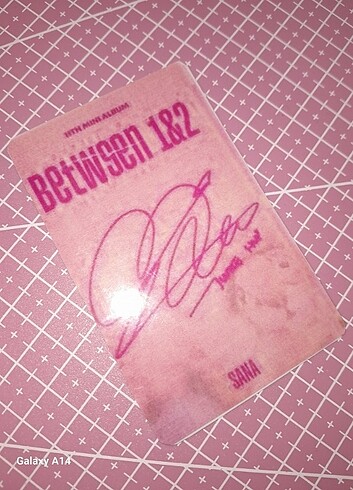 11TH MINI ALBUM
BETWEEN 1&2
SANA
Galaxy A14